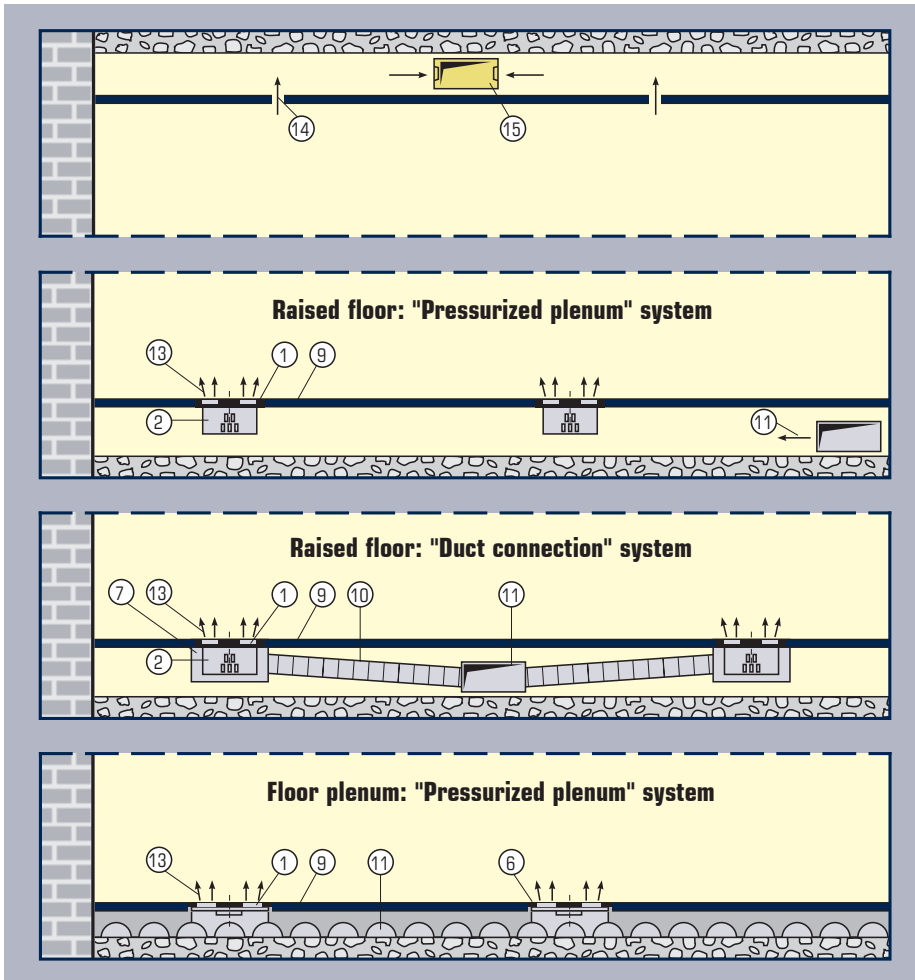 14 15
Raised floor: "Pressurized plenum" system
13 1 9
2 11
Raised floor: "Duct connection" system
7 13 1 9 10 11
2
Floor plenum: "Pressurized plenum" system
13 1 9 11 6